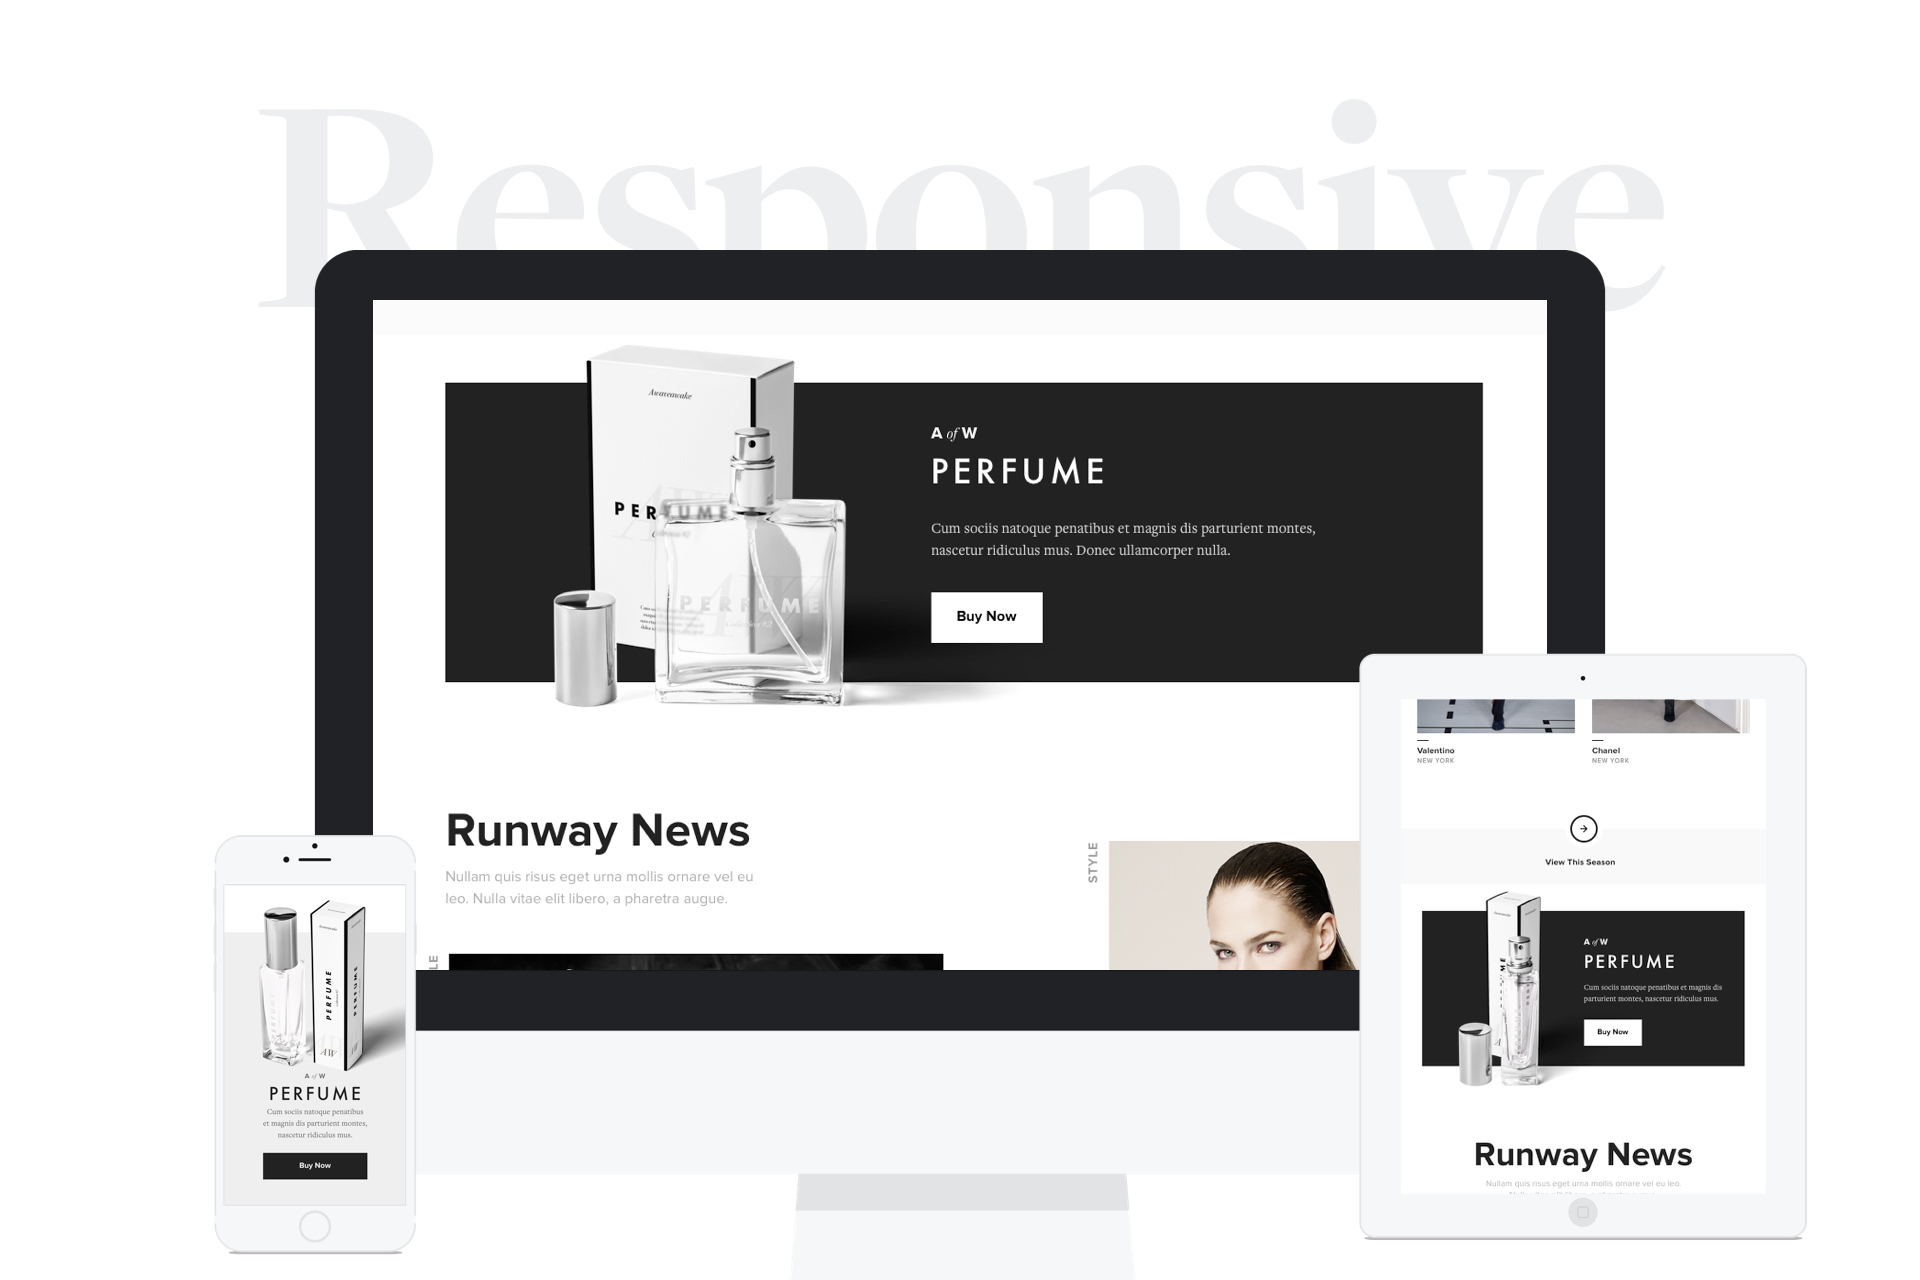 Responsive
Awavenwake
PERFUME
PERFUME
A of W
PERFUME
Cum sociis natoque penatibus et magnis dis parturient montes,
nascetur ridiculus mus. Donec ullamcorper nulla.
Buy Now
Runway News
Nullam quis risus eget urna mollis ornare vel eu
leo. Nulla vitae elit libero, a pharetra augue.
STYLE
LE
PERFUME
PERFUME
AW
A of W
PERFUME
Cum sociis natoque penatibus
et magnis dis parturient montes,
nascetur ridiculus mus.
Buy Now
Valentino
NEW YORK
Chanel
NEW YORK
View This Season
A of W
PERFUME
Cum sociis natoque penatibus et magnis dis
parturient montes, nascetur ridiculus mus.
Buy Now
Runway News
Nullam quis risus eget urna mollis ornare vel eu leo.